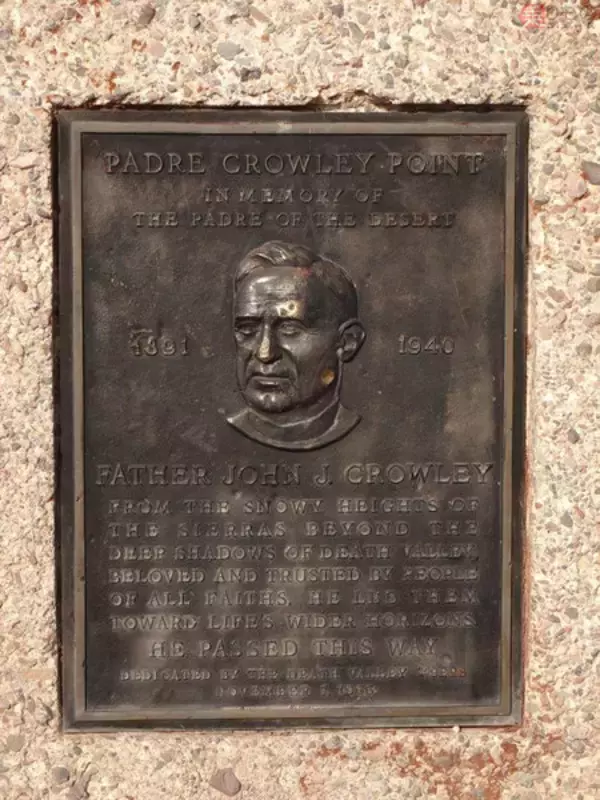 PADRE CROWLEY POINT
IN MEMORY OF
THE PADRE OF THE DESERT
1891 1940
FATHER JOHN J. CROWLEY
FROM THE SNOWY HEIGHTS OF
THE SIERRAS BEYOND THE
DEEP SHADOWS OF DEATH VALLEY,
BELOVED AND TRUSTED BY PEOPLE
OF ALL FAITHS, HE LED THEM
TOWARD LIFE'S WIDER HORIZONS.
HE PASSED THIS WAY
DEDICATED BY THE DEATH VALLEY
NOVEMBER